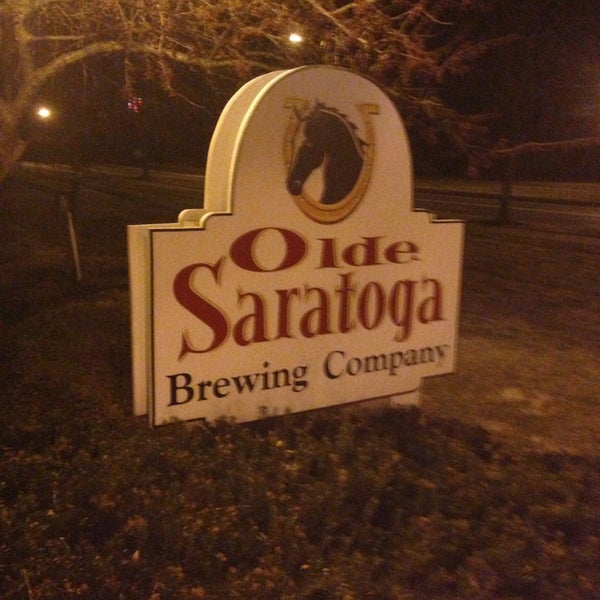 Olde
Saratoga
Brewing Company